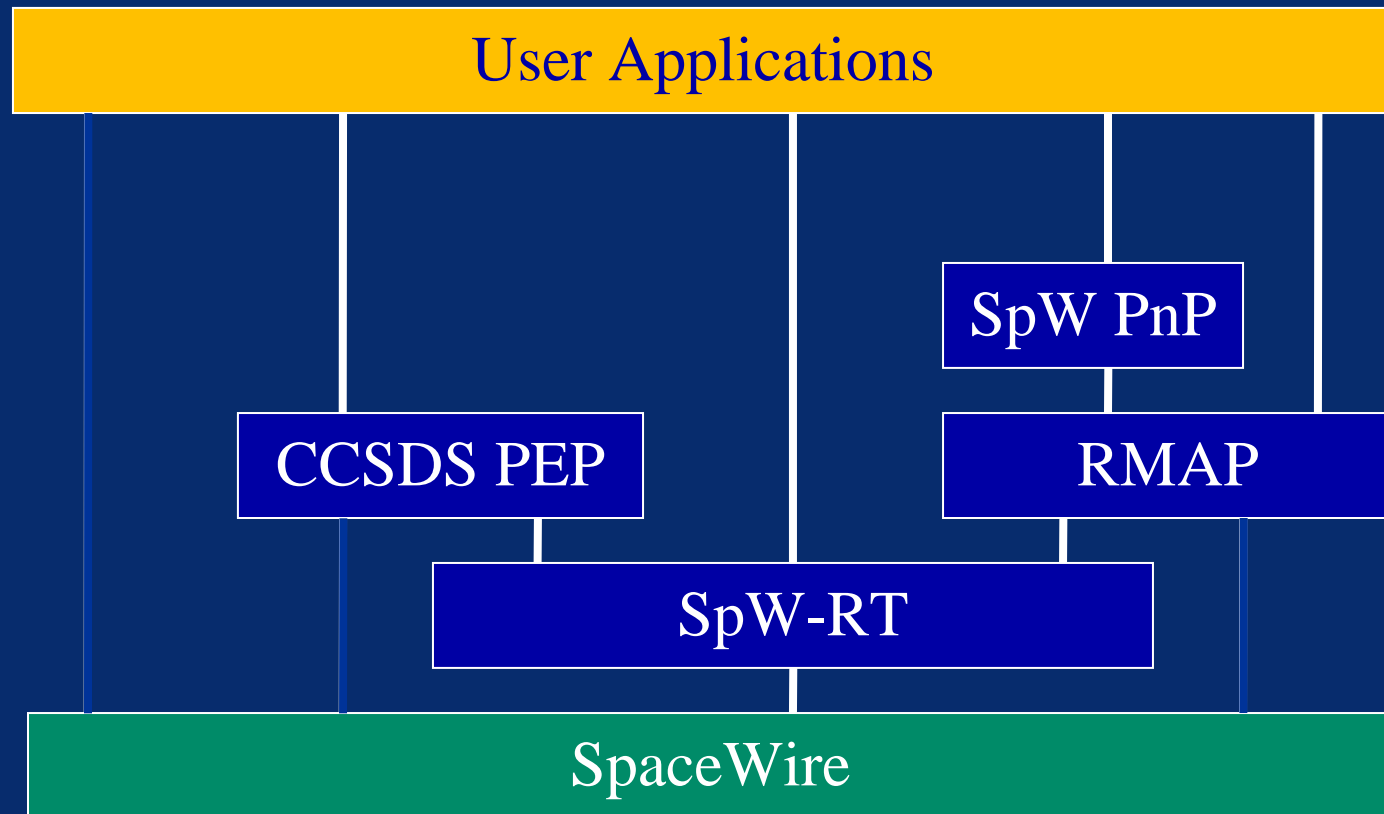 User Applications
SpW PnP
CCSDS PEP
RMAP
SpW-RT
SpaceWire